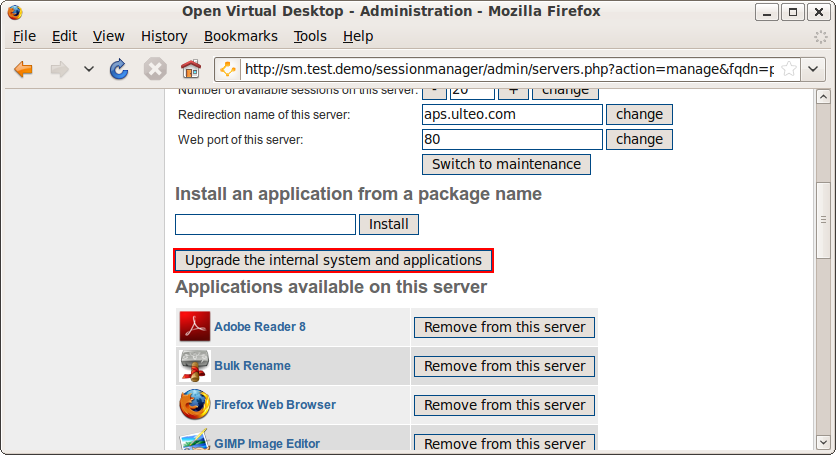 Open Virtual Desktop - Administration - Mozilla Firefox
File Edit View History Bookmarks Tools Help
http://sm.test.demo/sessionmanager/admin/servers.php?action=manage&fqdn=p
Number of available sessions on this server: - 20 + change
Redirection name of this server: aps.ulteo.com change
Web port of this server: 80 change
Switch to maintenance
Install an application from a package name
Install
Upgrade the internal system and applications
Applications available on this server
Adobe Reader 8 Remove from this server
Bulk Rename Remove from this server
Firefox Web Browser Remove from this server
GIMP Image Editor Remove from this server